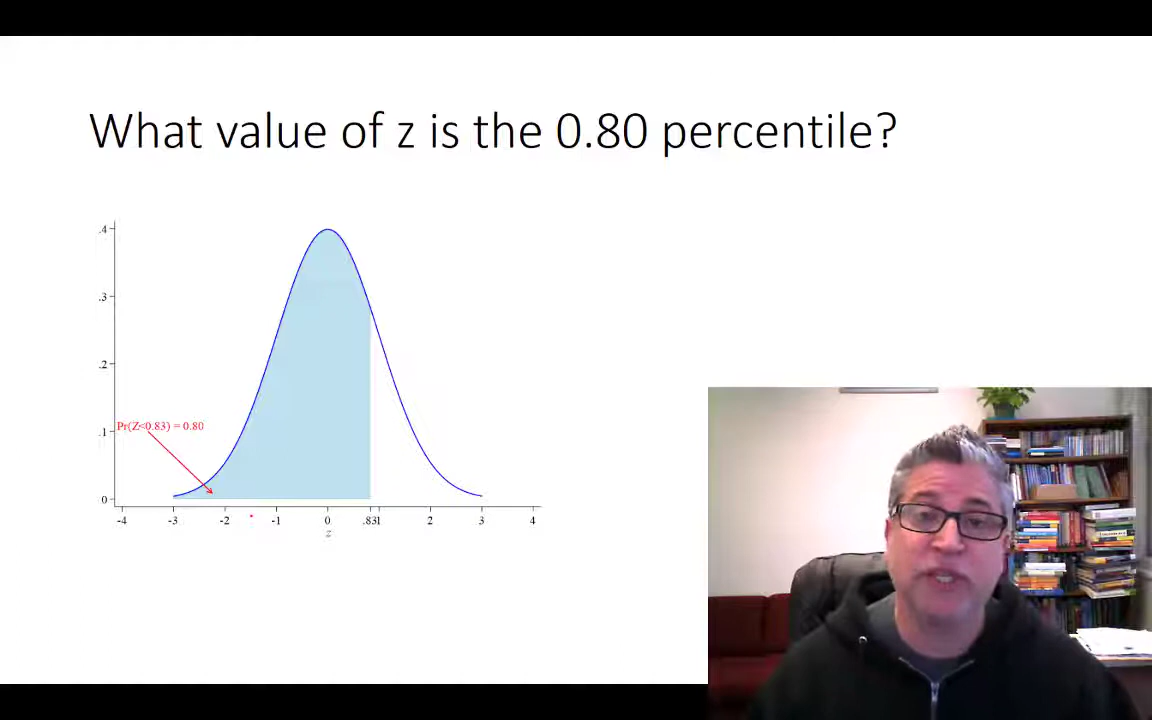 What value of z is the 0.80 percentile?
.4
.3
.2
.1
0
Pr(Z<0.83) = 0.80
-4 -3 -2 -1 0 .831 2 3 4
z